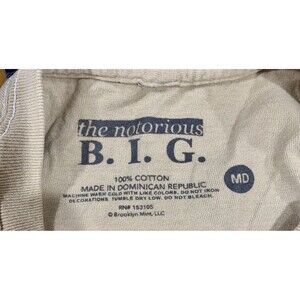 the notorious
B. I. G.
100% COTTON
MADE IN DOMINICAN REPUBLIC
MACHINE WASH COLD WITH LIKE COLORS. DO NOT IRON
DECORATIONS. TUMBLE DRY LOW. DO NOT BLEACH.
RN# 153105
© Brooklyn Mint, LLC
MD